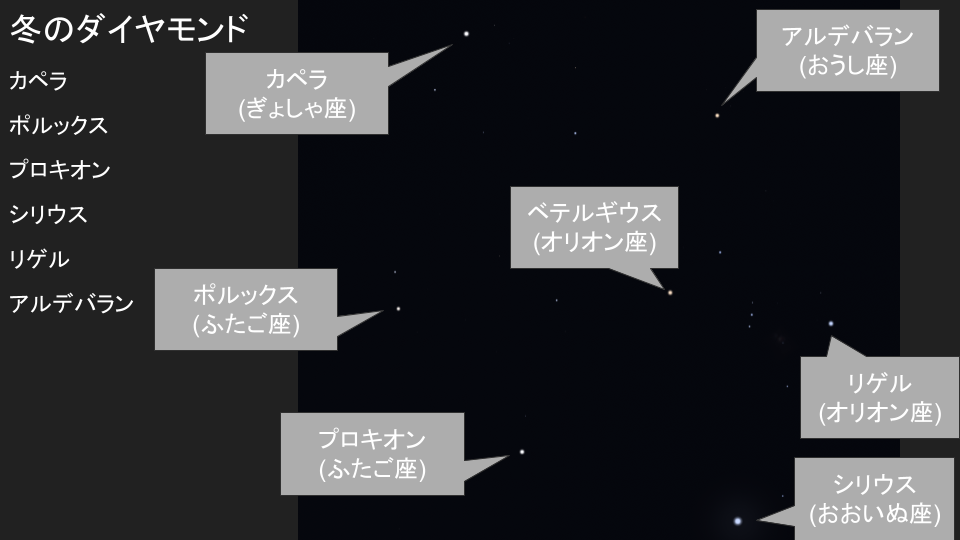 冬のダイヤモンド
カペラ
ポルックス
プロキオン
シリウス
リゲル
アルデバラン
カペラ
(ぎょしゃ座)
アルデバラン
(おうし座)
ベテルギウス
(オリオン座)
ポルックス
(ふたご座)
リゲル
(オリオン座)
プロキオン
(ふたご座)
シリウス
(おおいぬ座)